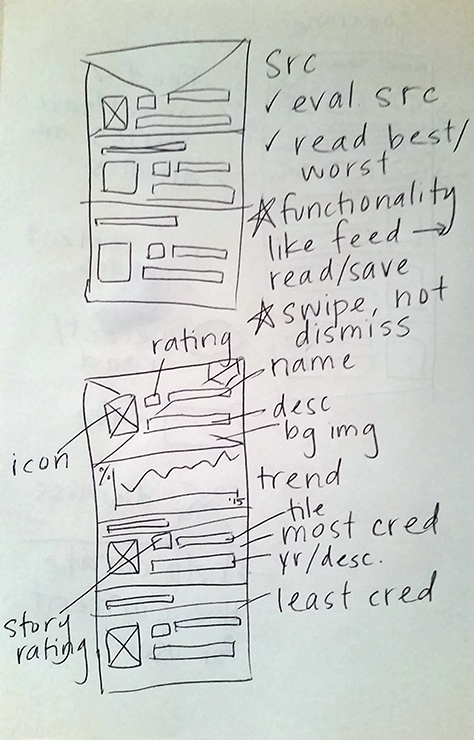 Src
✓ eval. src
✓ read best/
worst
☆ functionality
like feed →
read/save
☆ swipe, not
dismiss
rating
name
desc
bg img
icon
%
'15
trend
tile
most cred
yr/desc.
least cred
story
rating